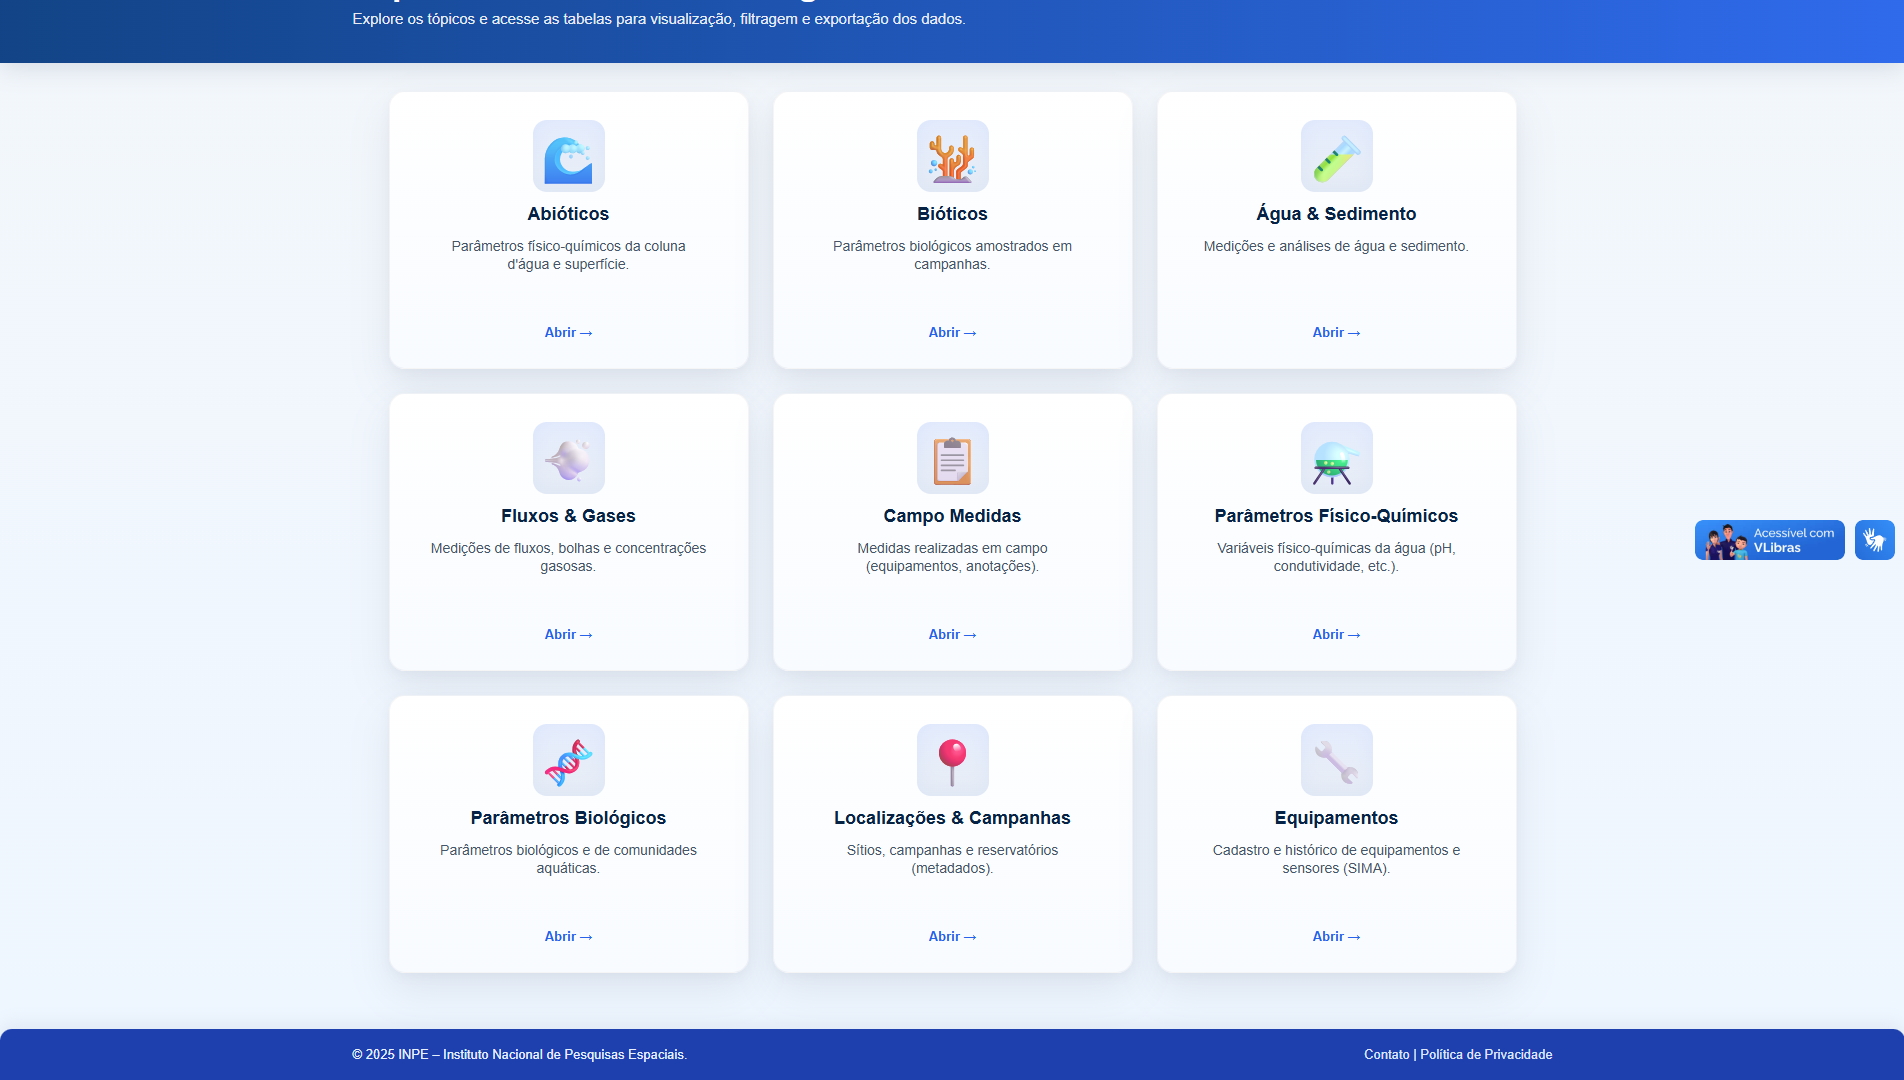 Explore os tópicos e acesse as tabelas para visualização, filtragem e exportação dos dados.
Abióticos
Parâmetros físico-químicos da coluna
d'água e superfície.
Abrir →
Bióticos
Parâmetros biológicos amostrados em
campanhas.
Abrir →
Água & Sedimento
Medições e análises de água e sedimento.
Abrir →
Fluxos & Gases
Medições de fluxos, bolhas e concentrações
gasosas.
Abrir →
Campo Medidas
Medidas realizadas em campo
(equipamentos, anotações).
Abrir →
Parâmetros Físico-Químicos
Variáveis físico-químicas da água (pH,
condutividade, etc.).
Abrir →
Acessível com
VLibras
Parâmetros Biológicos
Parâmetros biológicos e de comunidades
aquáticas.
Abrir →
Localizações & Campanhas
Sítios, campanhas e reservatórios
(metadados).
Abrir →
Equipamentos
Cadastro e histórico de equipamentos e
sensores (SIMA).
Abrir →
© 2025 INPE – Instituto Nacional de Pesquisas Espaciais.
Contato | Política de Privacidade